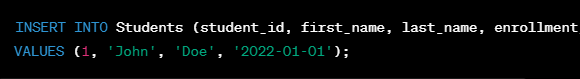 INSERT INTO Students (student_id, first_name, last_name, enrollment
VALUES (1, 'John', 'Doe', '2022-01-01');